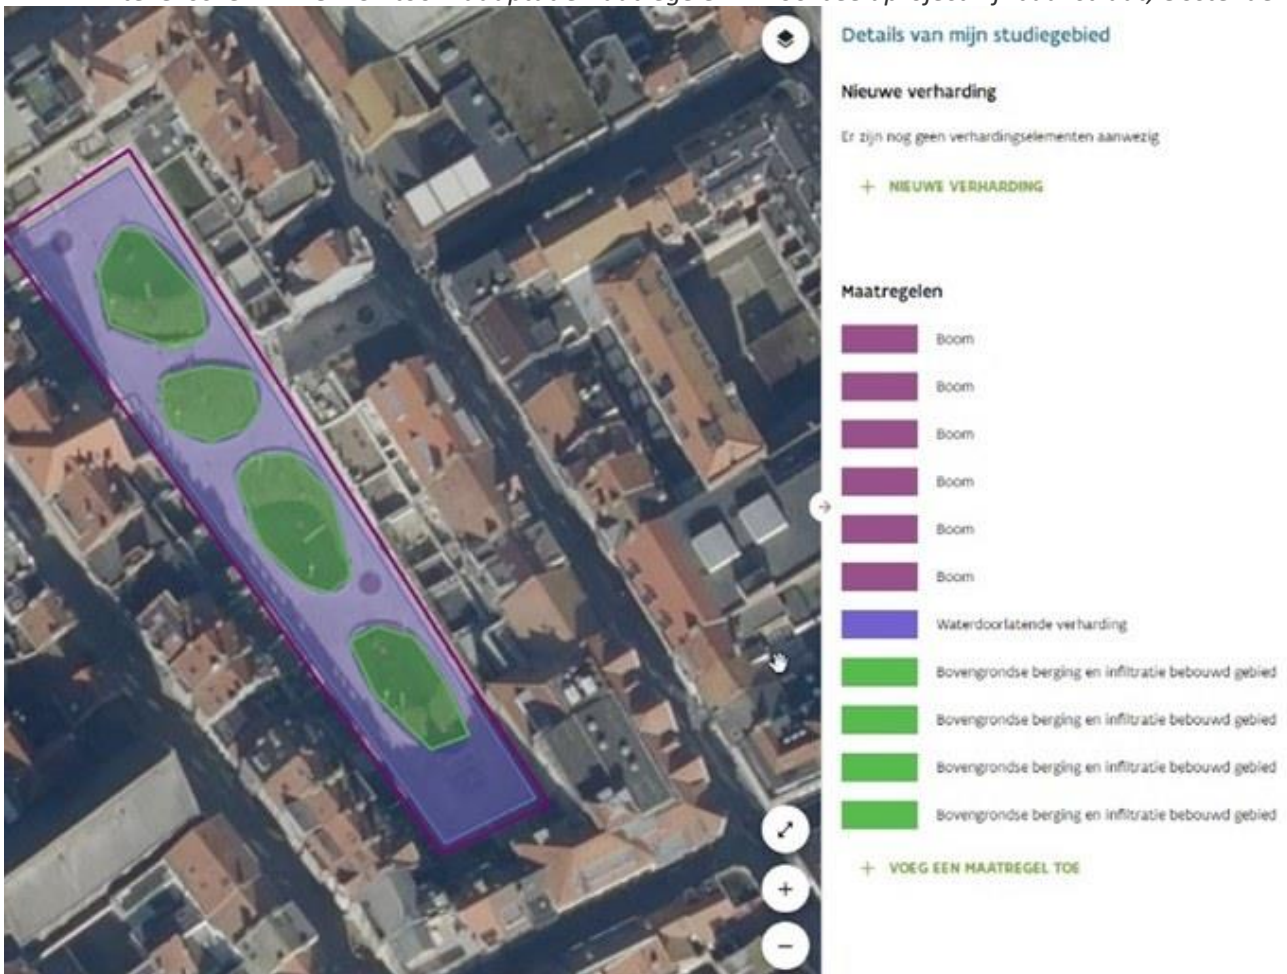 Details van mijn studiegebied
Nieuwe verharding
Er zijn nog geen verhardingselementen aanwezig
+ NIEUWE VERHARDING
Maatregelen
Boom
Boom
Boom
Boom
Boom
Boom
Waterdoorlatende verharding
Bovengrondse berging en infiltratie bebouwd gebied
Bovengrondse berging en infiltratie bebouwd gebied
Bovengrondse berging en infiltratie bebouwd gebied
Bovengrondse berging en infiltratie bebouwd gebied
+ VOEG EEN MAATREGEL TOE